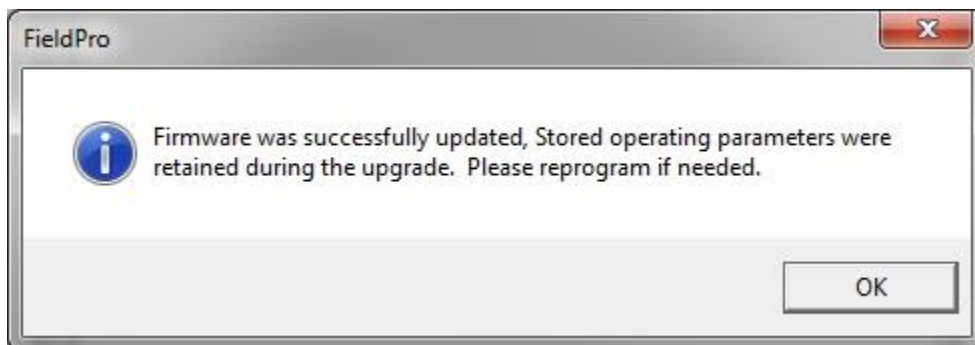 FieldPro
Firmware was successfully updated, Stored operating parameters were
retained during the upgrade.  Please reprogram if needed.
OK